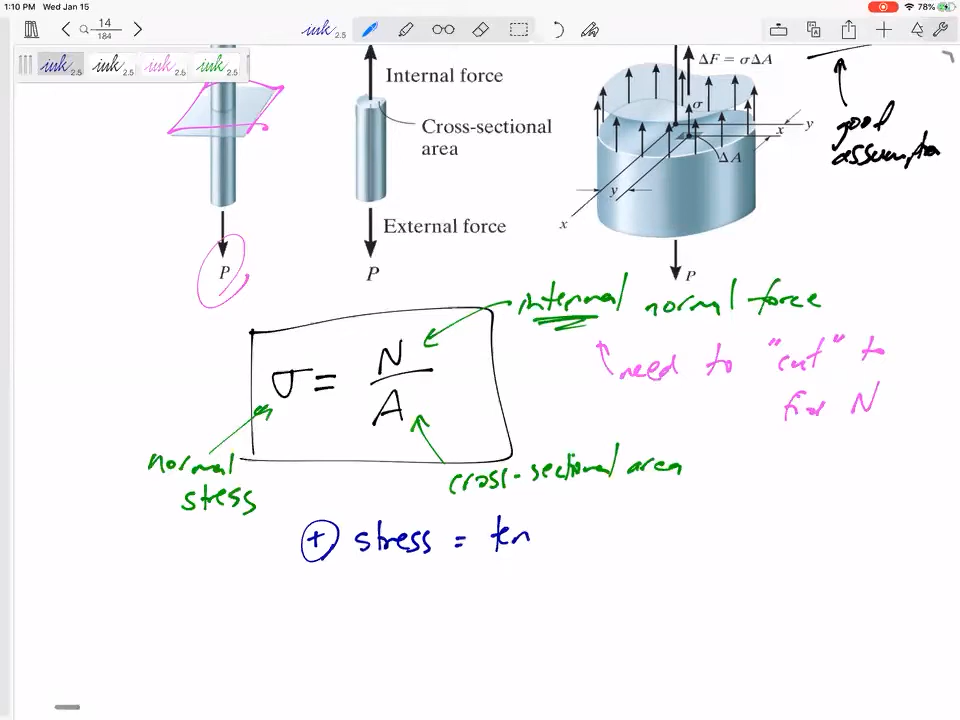 1:10 PM Wed Jan 15
78%
14
184
ink 2.5
ink 2.5
ink 2.5
ink 2.5
ink 2.5
Internal force
Cross-sectional
area
External force
P
P
ΔF = σΔA
σ
y
x
ΔA
y
x
P
good
assumptio
internal normal force
need to "cut" to
find N
σ = N
A
normal
stress
cross-sectional area
+ stress = ten